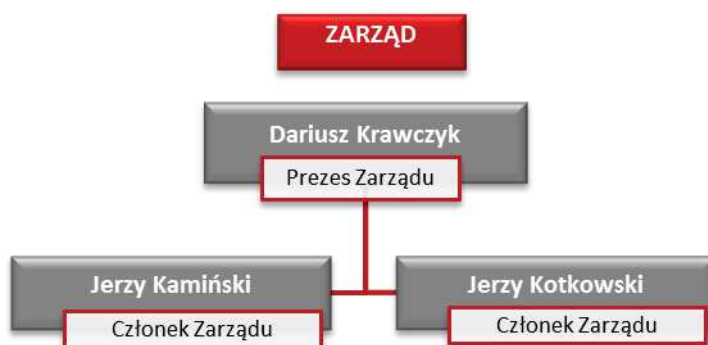 ZARZĄD
Dariusz Krawczyk
Prezes Zarządu
Jerzy Kamiński
Członek Zarządu
Jerzy Kotkowski
Członek Zarządu